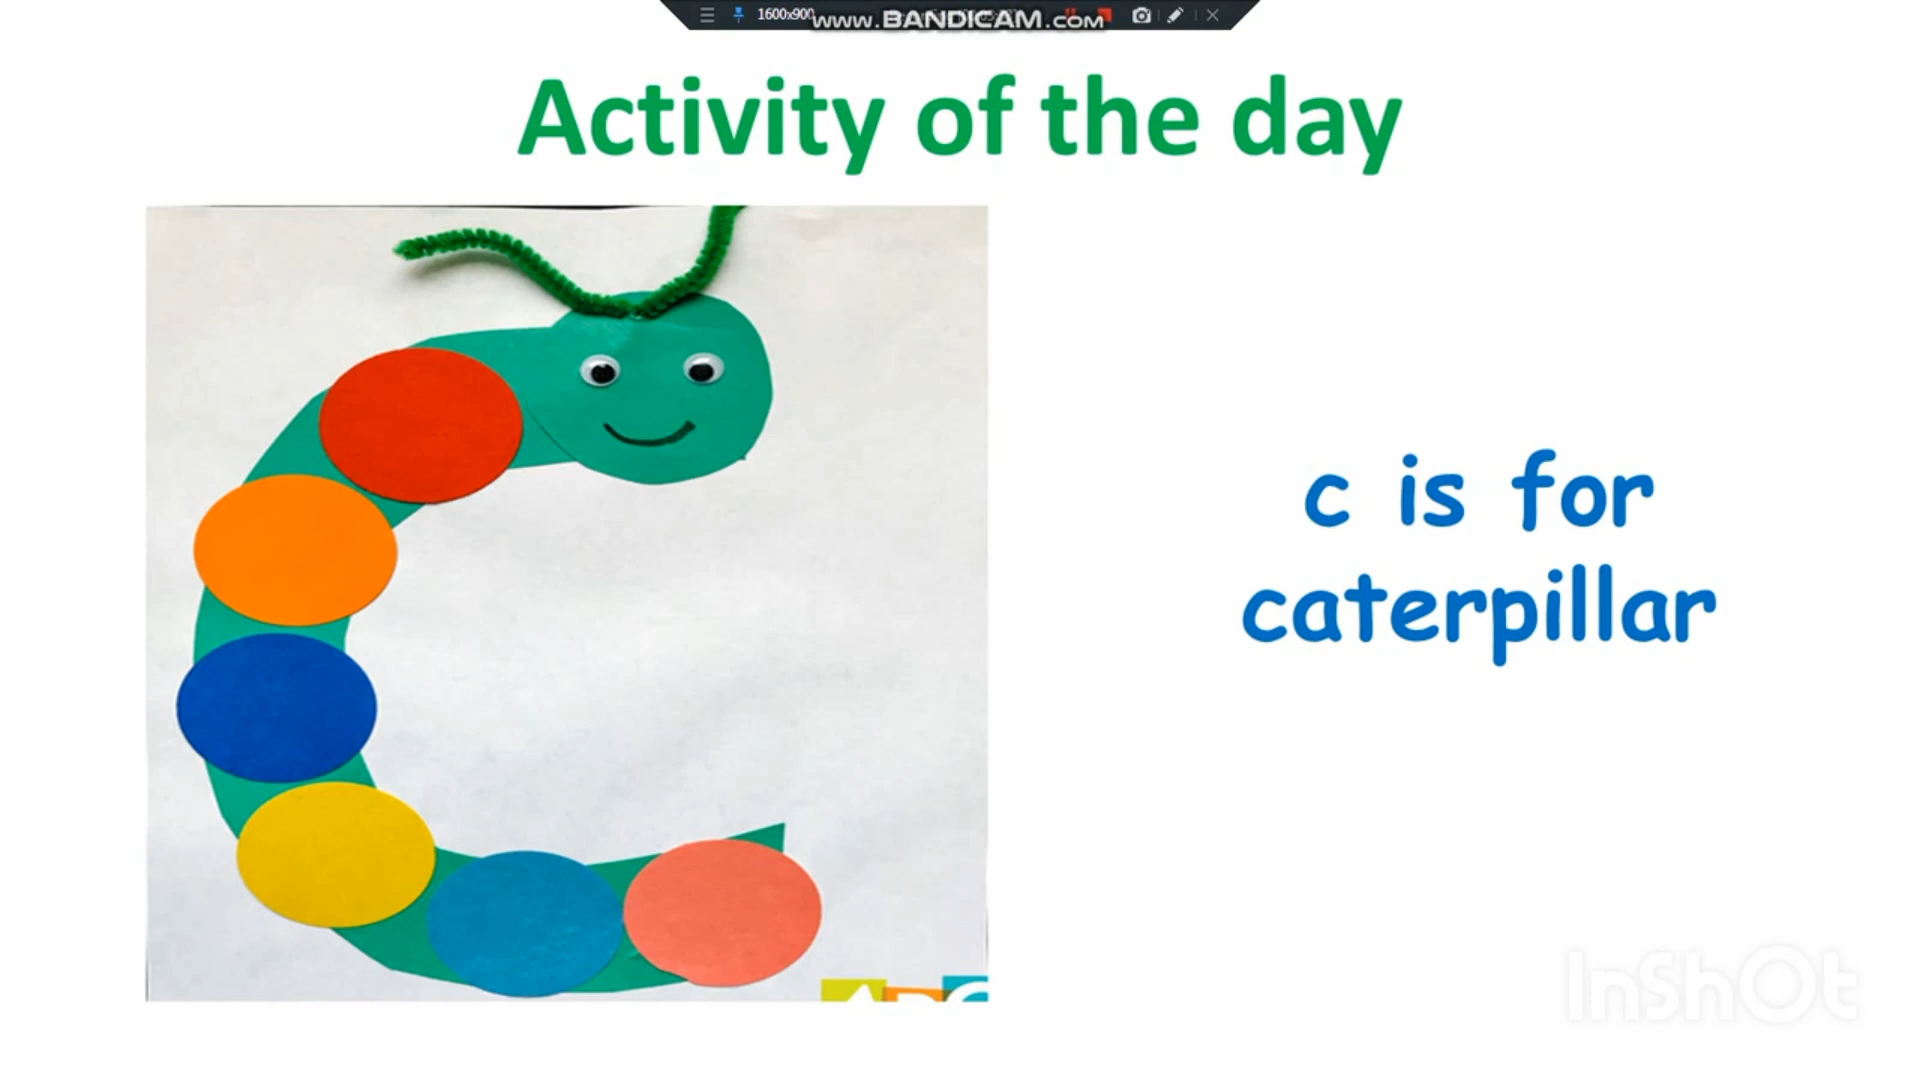 1600x900
www.BANDICAM.COM
Activity of the day
c is for
caterpillar
InShOt